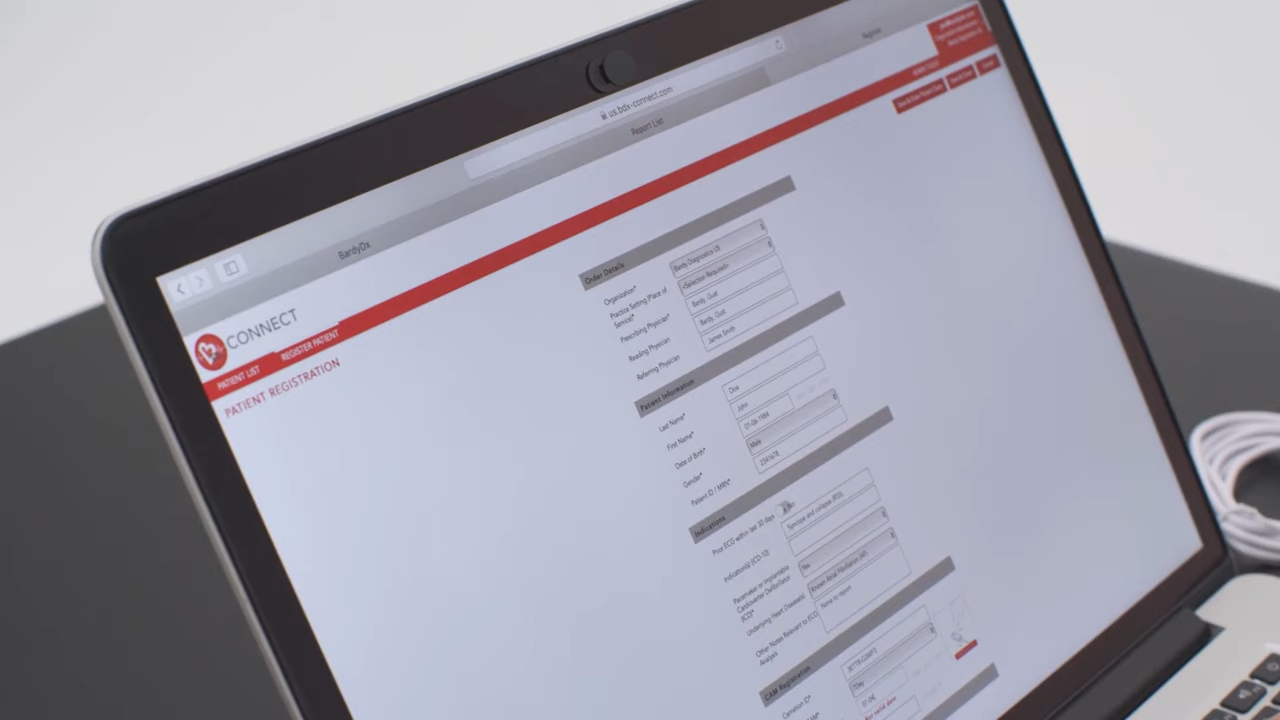 us.bdx-connect.com
Register
BardyDx
Report List
CONNECT
PATIENT LIST
REGISTER PATIENT
PATIENT REGISTRATION
Order Details
Organization*
Bardy Diagnostics US
Practice Setting (Place of
Service)*
<Selection Required>
Prescribing Physician*
Bardy, Gust
Reading Physician
Bardy, Gust
Referring Physician
James Smith
Patient Information
Last Name*
Doe
First Name*
John
Date of Birth*
Gender*
Male
Patient ID / MRN*
2341678
Indications
Prior ECG within last 30 days
No
Indication(s) (ICD-10)
Syncope and collapse (R55)
Pacemaker or Implantable
Cardioverter Defibrillator
(ICD)*
Yes
Underlying Heart Disease(s)
Known Atrial Fibrillation (AF)
Other Notes Relevant to ECG
Analysis
None to report
CAM Registration
Carnation ID*
7Day